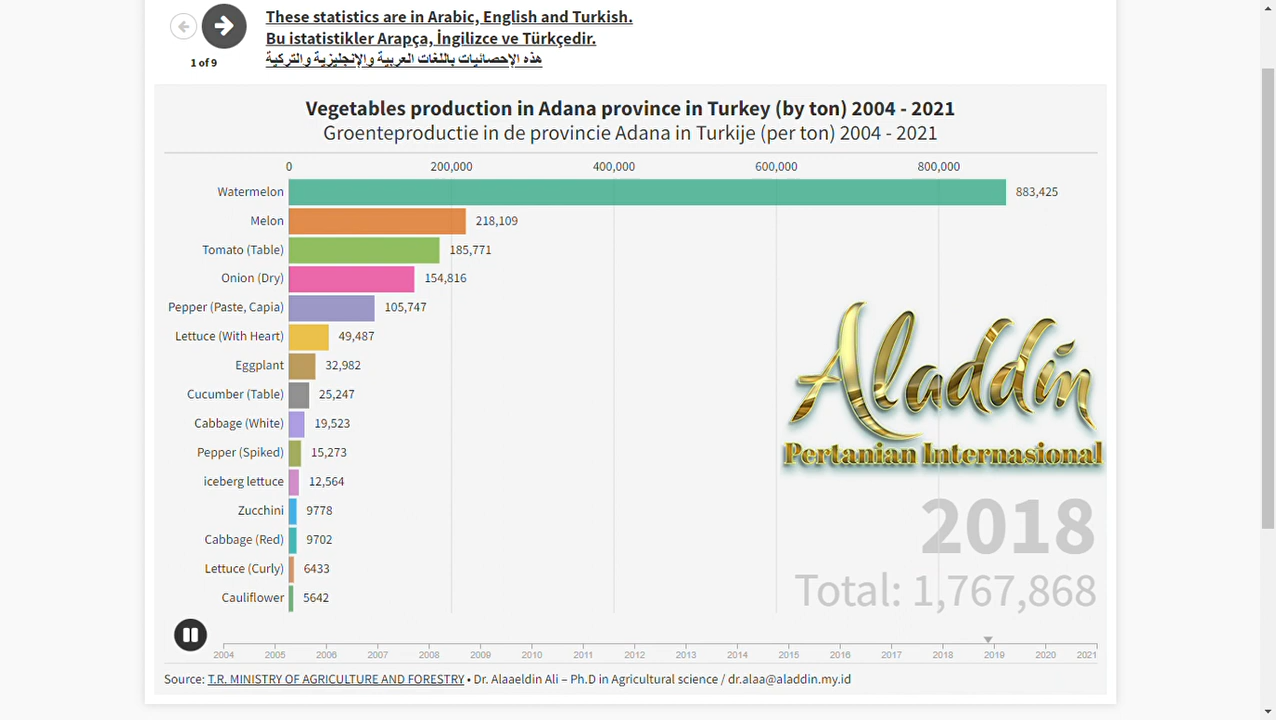 These statistics are in Arabic, English and Turkish.
Bu istatistikler Arapça, İngilizce ve Türkçedir.
هذه الإحصائيات باللغات العربية والإنجليزية والتركية
1 of 9
Vegetables production in Adana province in Turkey (by ton) 2004 - 2021
Groenteproductie in de provincie Adana in Turkije (per ton) 2004 - 2021
0 200,000 400,000 600,000 800,000
Watermelon 883,425
Melon 218,109
Tomato (Table) 185,771
Onion (Dry) 154,816
Pepper (Paste, Capia) 105,747
Lettuce (With Heart) 49,487
Eggplant 32,982
Cucumber (Table) 25,247
Cabbage (White) 19,523
Pepper (Spiked) 15,273
iceberg lettuce 12,564
Zucchini 9778
Cabbage (Red) 9702
Lettuce (Curly) 6433
Cauliflower 5642
Aladdin
Pertanian Internasional
2018
Total: 1,767,868
2004 2005 2006 2007 2008 2009 2010 2011 2012 2013 2014 2015 2016 2017 2018 2019 2020 2021
Source: T.R. MINISTRY OF AGRICULTURE AND FORESTRY • Dr. Alaaeldin Ali – Ph.D in Agricultural science / dr.alaa@aladdin.my.id